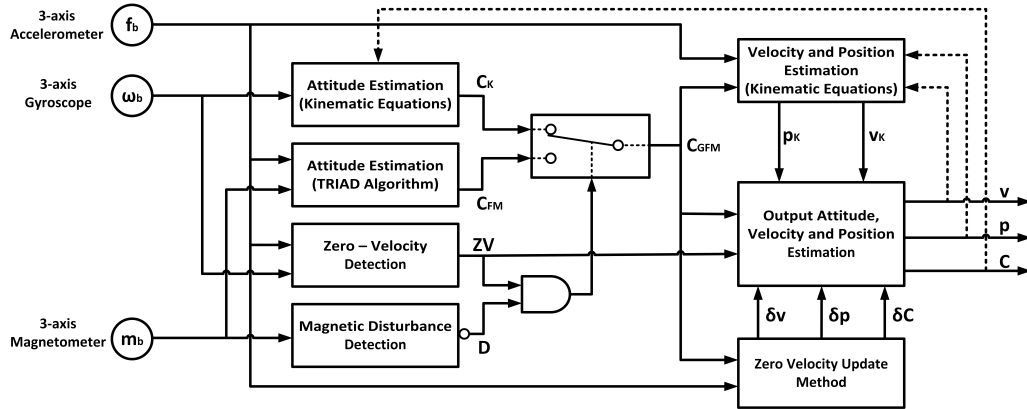 3-axis
Accelerometer
fb
3-axis
Gyroscope
ωb
3-axis
Magnetometer
mb
Attitude Estimation
(Kinematic Equations)
CK
Attitude Estimation
(TRIAD Algorithm)
CFM
Zero – Velocity
Detection
ZV
Magnetic Disturbance
Detection
D
CGFM
Velocity and Position
Estimation
(Kinematic Equations)
pK
vK
Output Attitude,
Velocity and Position
Estimation
v
p
C
δv
δp
δC
Zero Velocity Update
Method